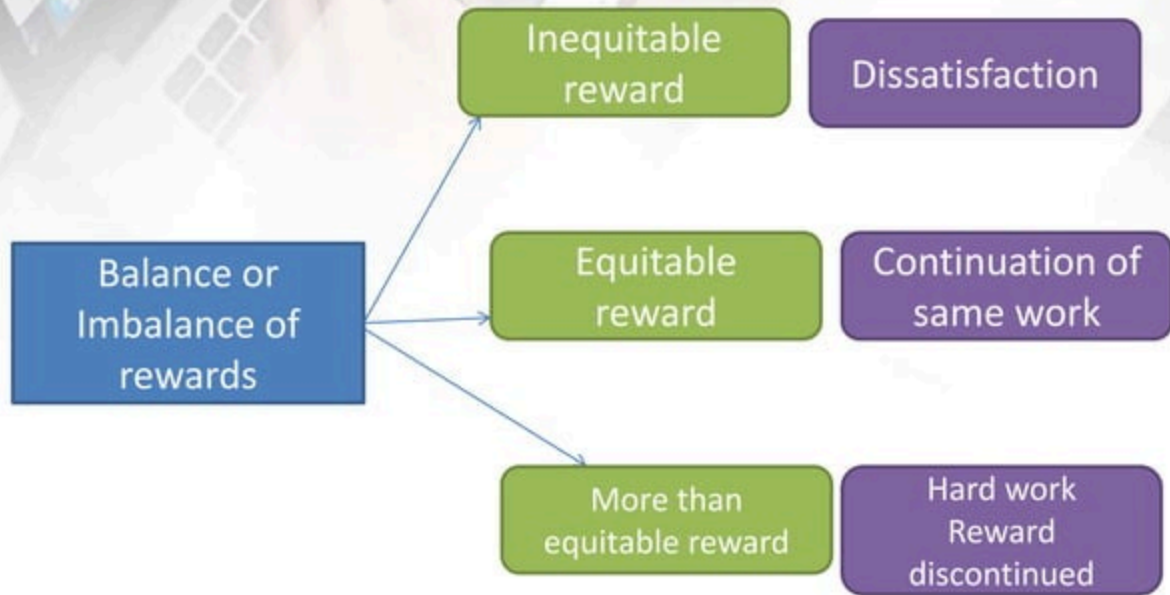 Inequitable
reward
Dissatisfaction
Balance or
Imbalance of
rewards
Equitable
reward
Continuation of
same work
More than
equitable reward
Hard work
Reward
discontinued